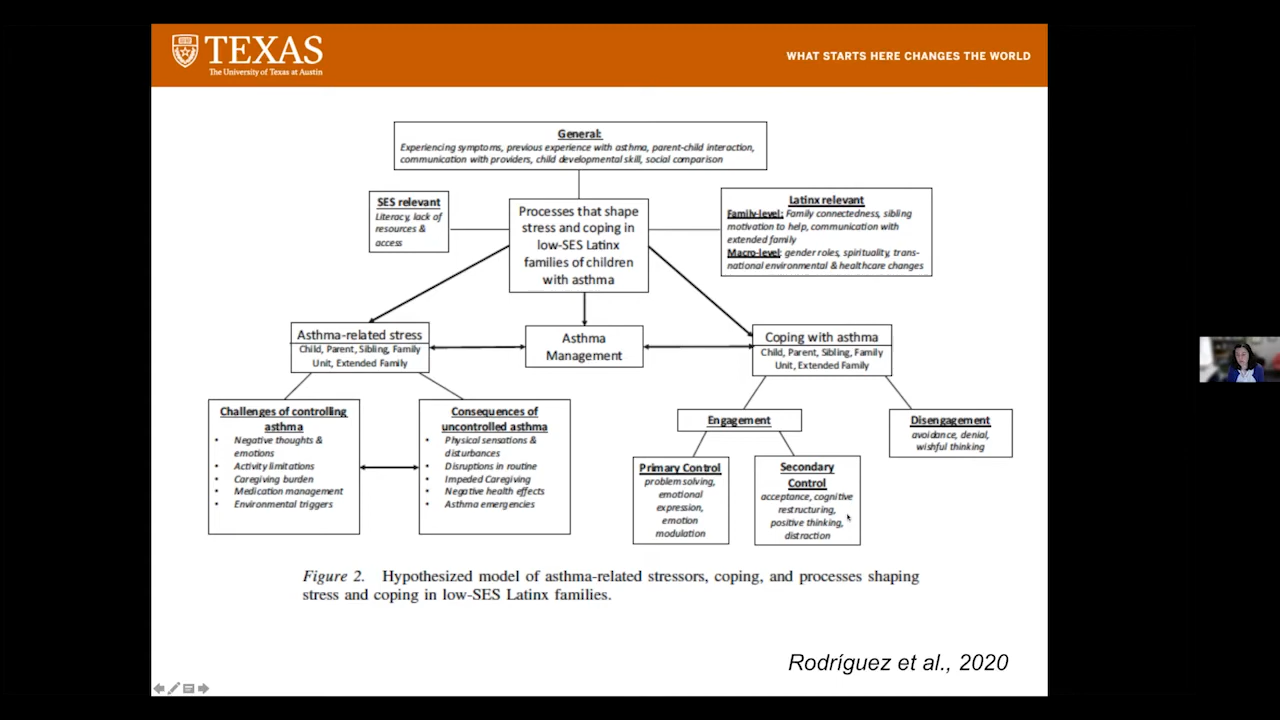 TEXAS
The University of Texas at Austin
WHAT STARTS HERE CHANGES THE WORLD
General:
Experiencing symptoms, previous experience with asthma, parent-child interaction,
communication with providers, child developmental skill, social comparison
SES relevant
Literacy, lack of
resources &
access
Processes that shape
stress and coping in
low-SES Latinx
families of children
with asthma
Latinx relevant
Family-level: Family connectedness, sibling
motivation to help, communication with
extended family
Macro-level: gender roles, spirituality, trans-
national environmental & healthcare changes
Asthma-related stress
Child, Parent, Sibling, Family
Unit, Extended Family
Asthma
Management
Coping with asthma
Child, Parent, Sibling, Family
Unit, Extended Family
Challenges of controlling
asthma
• Negative thoughts &
emotions
• Activity limitations
• Caregiving burden
• Medication management
• Environmental triggers
Consequences of
uncontrolled asthma
• Physical sensations &
disturbances
• Disruptions in routine
• Impeded Caregiving
• Negative health effects
• Asthma emergencies
Engagement
Disengagement
avoidance, denial,
wishful thinking
Primary Control
problem solving,
emotional
expression,
emotion
modulation
Secondary
Control
acceptance, cognitive
restructuring,
positive thinking,
distraction
Figure 2. Hypothesized model of asthma-related stressors, coping, and processes shaping
stress and coping in low-SES Latinx families.
Rodríguez et al., 2020